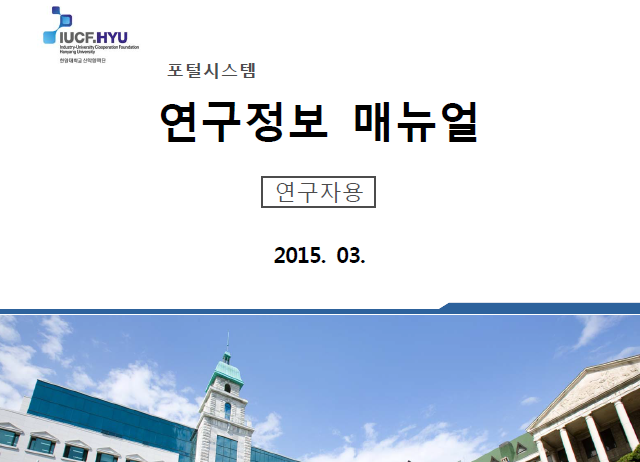 IUCF.HYU
Industry-University Cooperation Foundation
Hanyang University
한양대학교 산학협력단
포털시스템
연구정보 매뉴얼
연구자용
2015. 03.